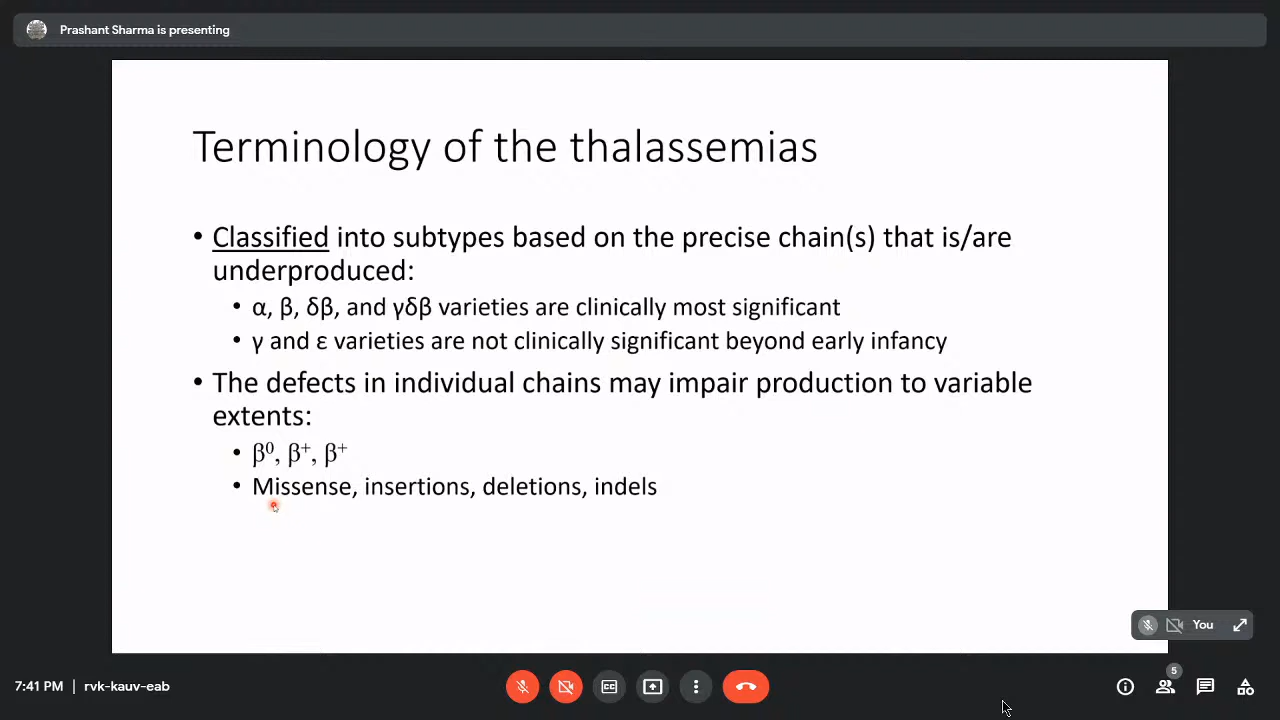 Prashant Sharma is presenting
Terminology of the thalassemias
• Classified into subtypes based on the precise chain(s) that is/are
underproduced:
• α, β, δβ, and γδβ varieties are clinically most significant
• γ and ε varieties are not clinically significant beyond early infancy
• The defects in individual chains may impair production to variable
extents:
• β⁰, β⁺, β⁺
• Missense, insertions, deletions, indels
You
5
7:41 PM | rvk-kauv-eab
CC